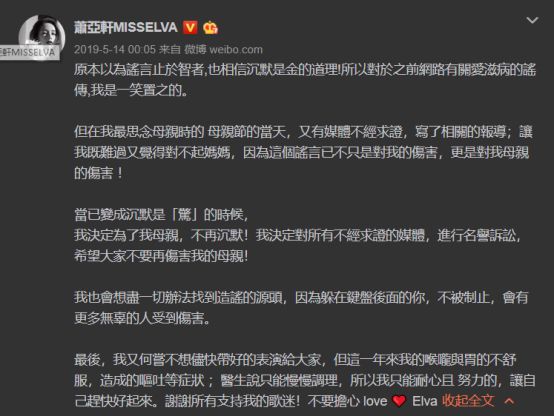 蕭亞軒MISSELVA
亞軒MISSELVA
2019-5-14 00:05 来自 微博 weibo.com
原本以為謠言止於智者,也相信沉默是金的道理!所以對於之前網路有關愛滋病的謠
傳,我是一笑置之的。
但在我最思念母親時的 母親節的當天，又有媒體不經求證，寫了相關的報導；讓
我既難過又覺得對不起媽媽，因為這個謠言已不只是對我的傷害，更是對我母親
的傷害！
當已變成沉默是「驚」的時候，
我決定為了我母親，不再沉默！我決定對所有不經求證的媒體，進行名譽訴訟，
希望大家不要再傷害我的母親!
我也會想盡一切辦法找到造謠的源頭，因為躲在鍵盤後面的你，不被制止，會有
更多無辜的人受到傷害。
最後，我又何嘗不想儘快帶好的表演給大家，但這一年來我的喉嚨與胃的不舒
服，造成的嘔吐等症狀 ；醫生說只能慢慢調理，所以我只能耐心且 努力的，讓自
己趕快好起來。謝謝所有支持我的歌迷！不要擔心 love ❤ Elva 收起全文